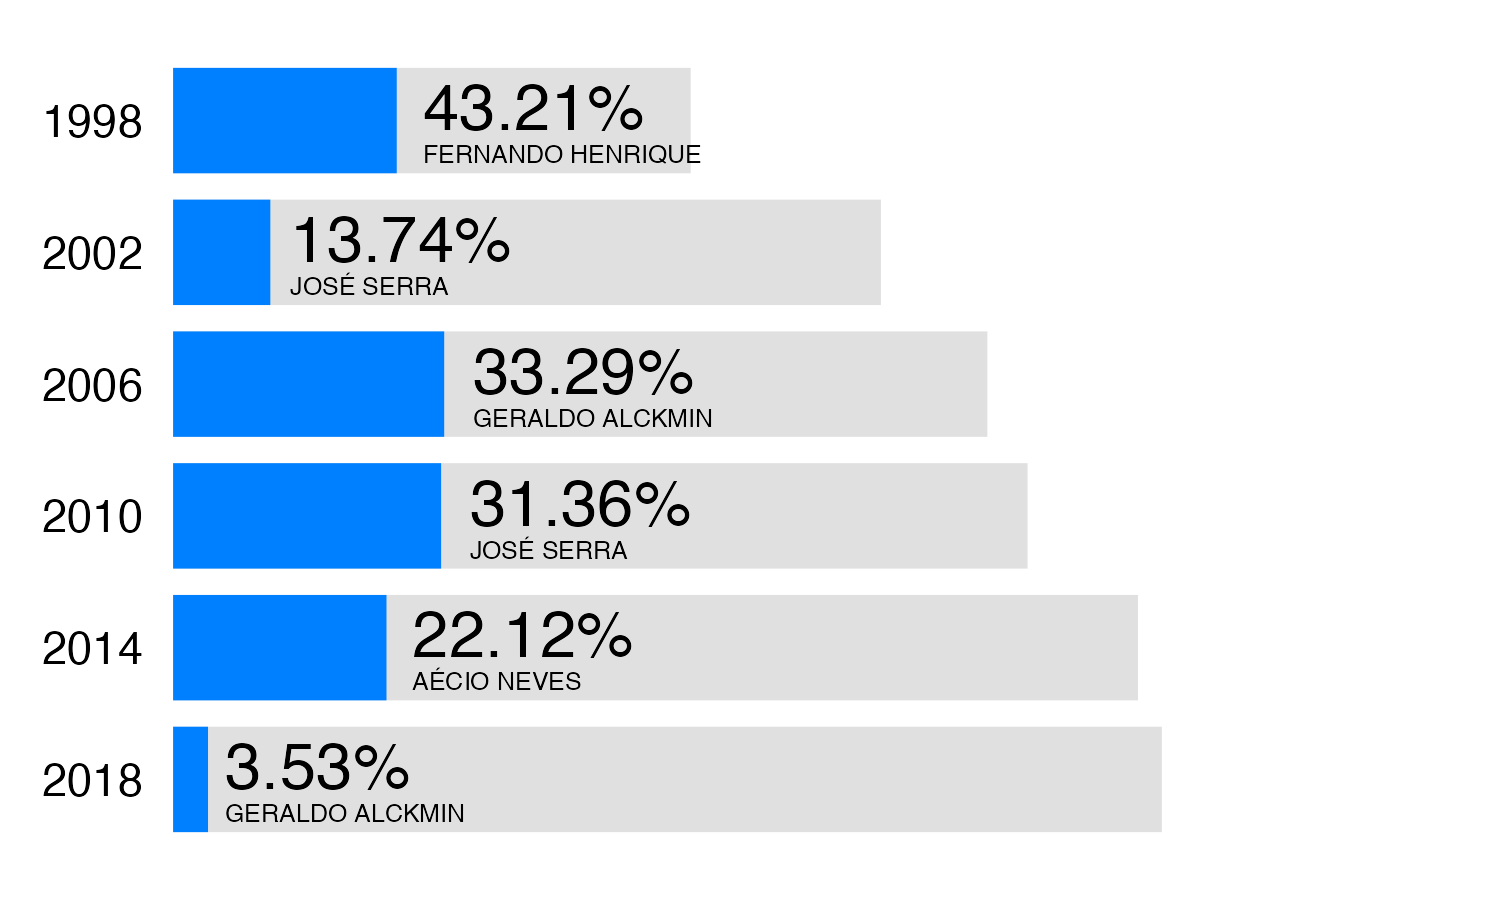 1998
43.21%
FERNANDO HENRIQUE
2002
13.74%
JOSÉ SERRA
2006
33.29%
GERALDO ALCKMIN
2010
31.36%
JOSÉ SERRA
2014
22.12%
AÉCIO NEVES
2018
3.53%
GERALDO ALCKMIN